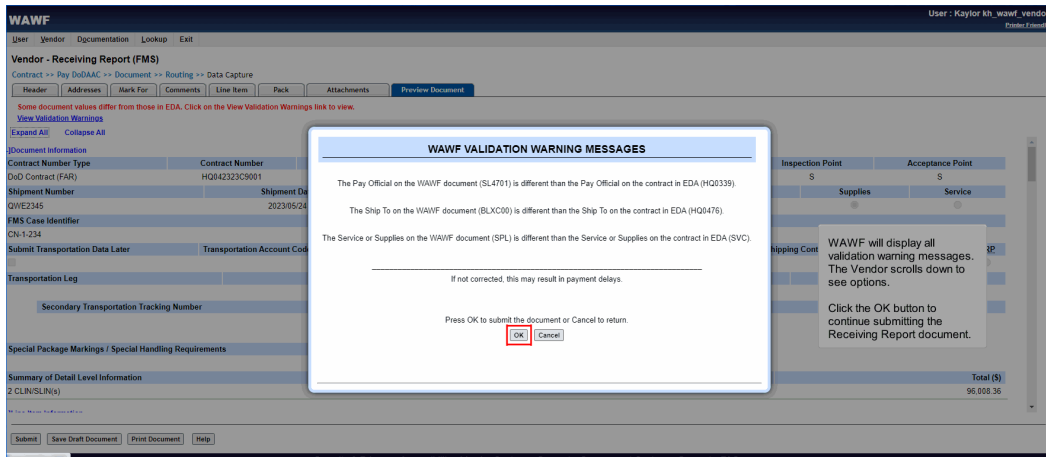 WAWF
User : Kaylor kh_wawf_vendo
Printer Friendl
User Vendor Documentation Lookup Exit
Vendor - Receiving Report (FMS)
Contract >> Pay DoDAAC >> Document >> Routing >> Data Capture
Header Addresses Mark For Comments Line Item Pack Attachments Preview Document
Some document values differ from those in EDA. Click on the View Validation Warnings link to view.
View Validation Warnings
Expand All Collapse All
Document Information
Contract Number Type Contract Number Inspection Point Acceptance Point
DoD Contract (FAR) HQ042323C9001 S S
Shipment Number Shipment Da Supplies Service
QWE2345 2023/05/24
FMS Case Identifier
CN-1-234
Submit Transportation Data Later Transportation Account Cod hipping Cont RP
Transportation Leg
Secondary Transportation Tracking Number
Special Package Markings / Special Handling Requirements
Summary of Detail Level Information Total ($)
2 CLIN/SLIN(s) 96,008.36
Submit Save Draft Document Print Document Help
WAWF VALIDATION WARNING MESSAGES
The Pay Official on the WAWF document (SL4701) is different than the Pay Official on the contract in EDA (HQ0339).
The Ship To on the WAWF document (BLXC00) is different than the Ship To on the contract in EDA (HQ0476).
The Service or Supplies on the WAWF document (SPL) is different than the Service or Supplies on the contract in EDA (SVC).
If not corrected, this may result in payment delays.
Press OK to submit the document or Cancel to return.
OK Cancel
WAWF will display all
validation warning messages.
The Vendor scrolls down to
see options.
Click the OK button to
continue submitting the
Receiving Report document.